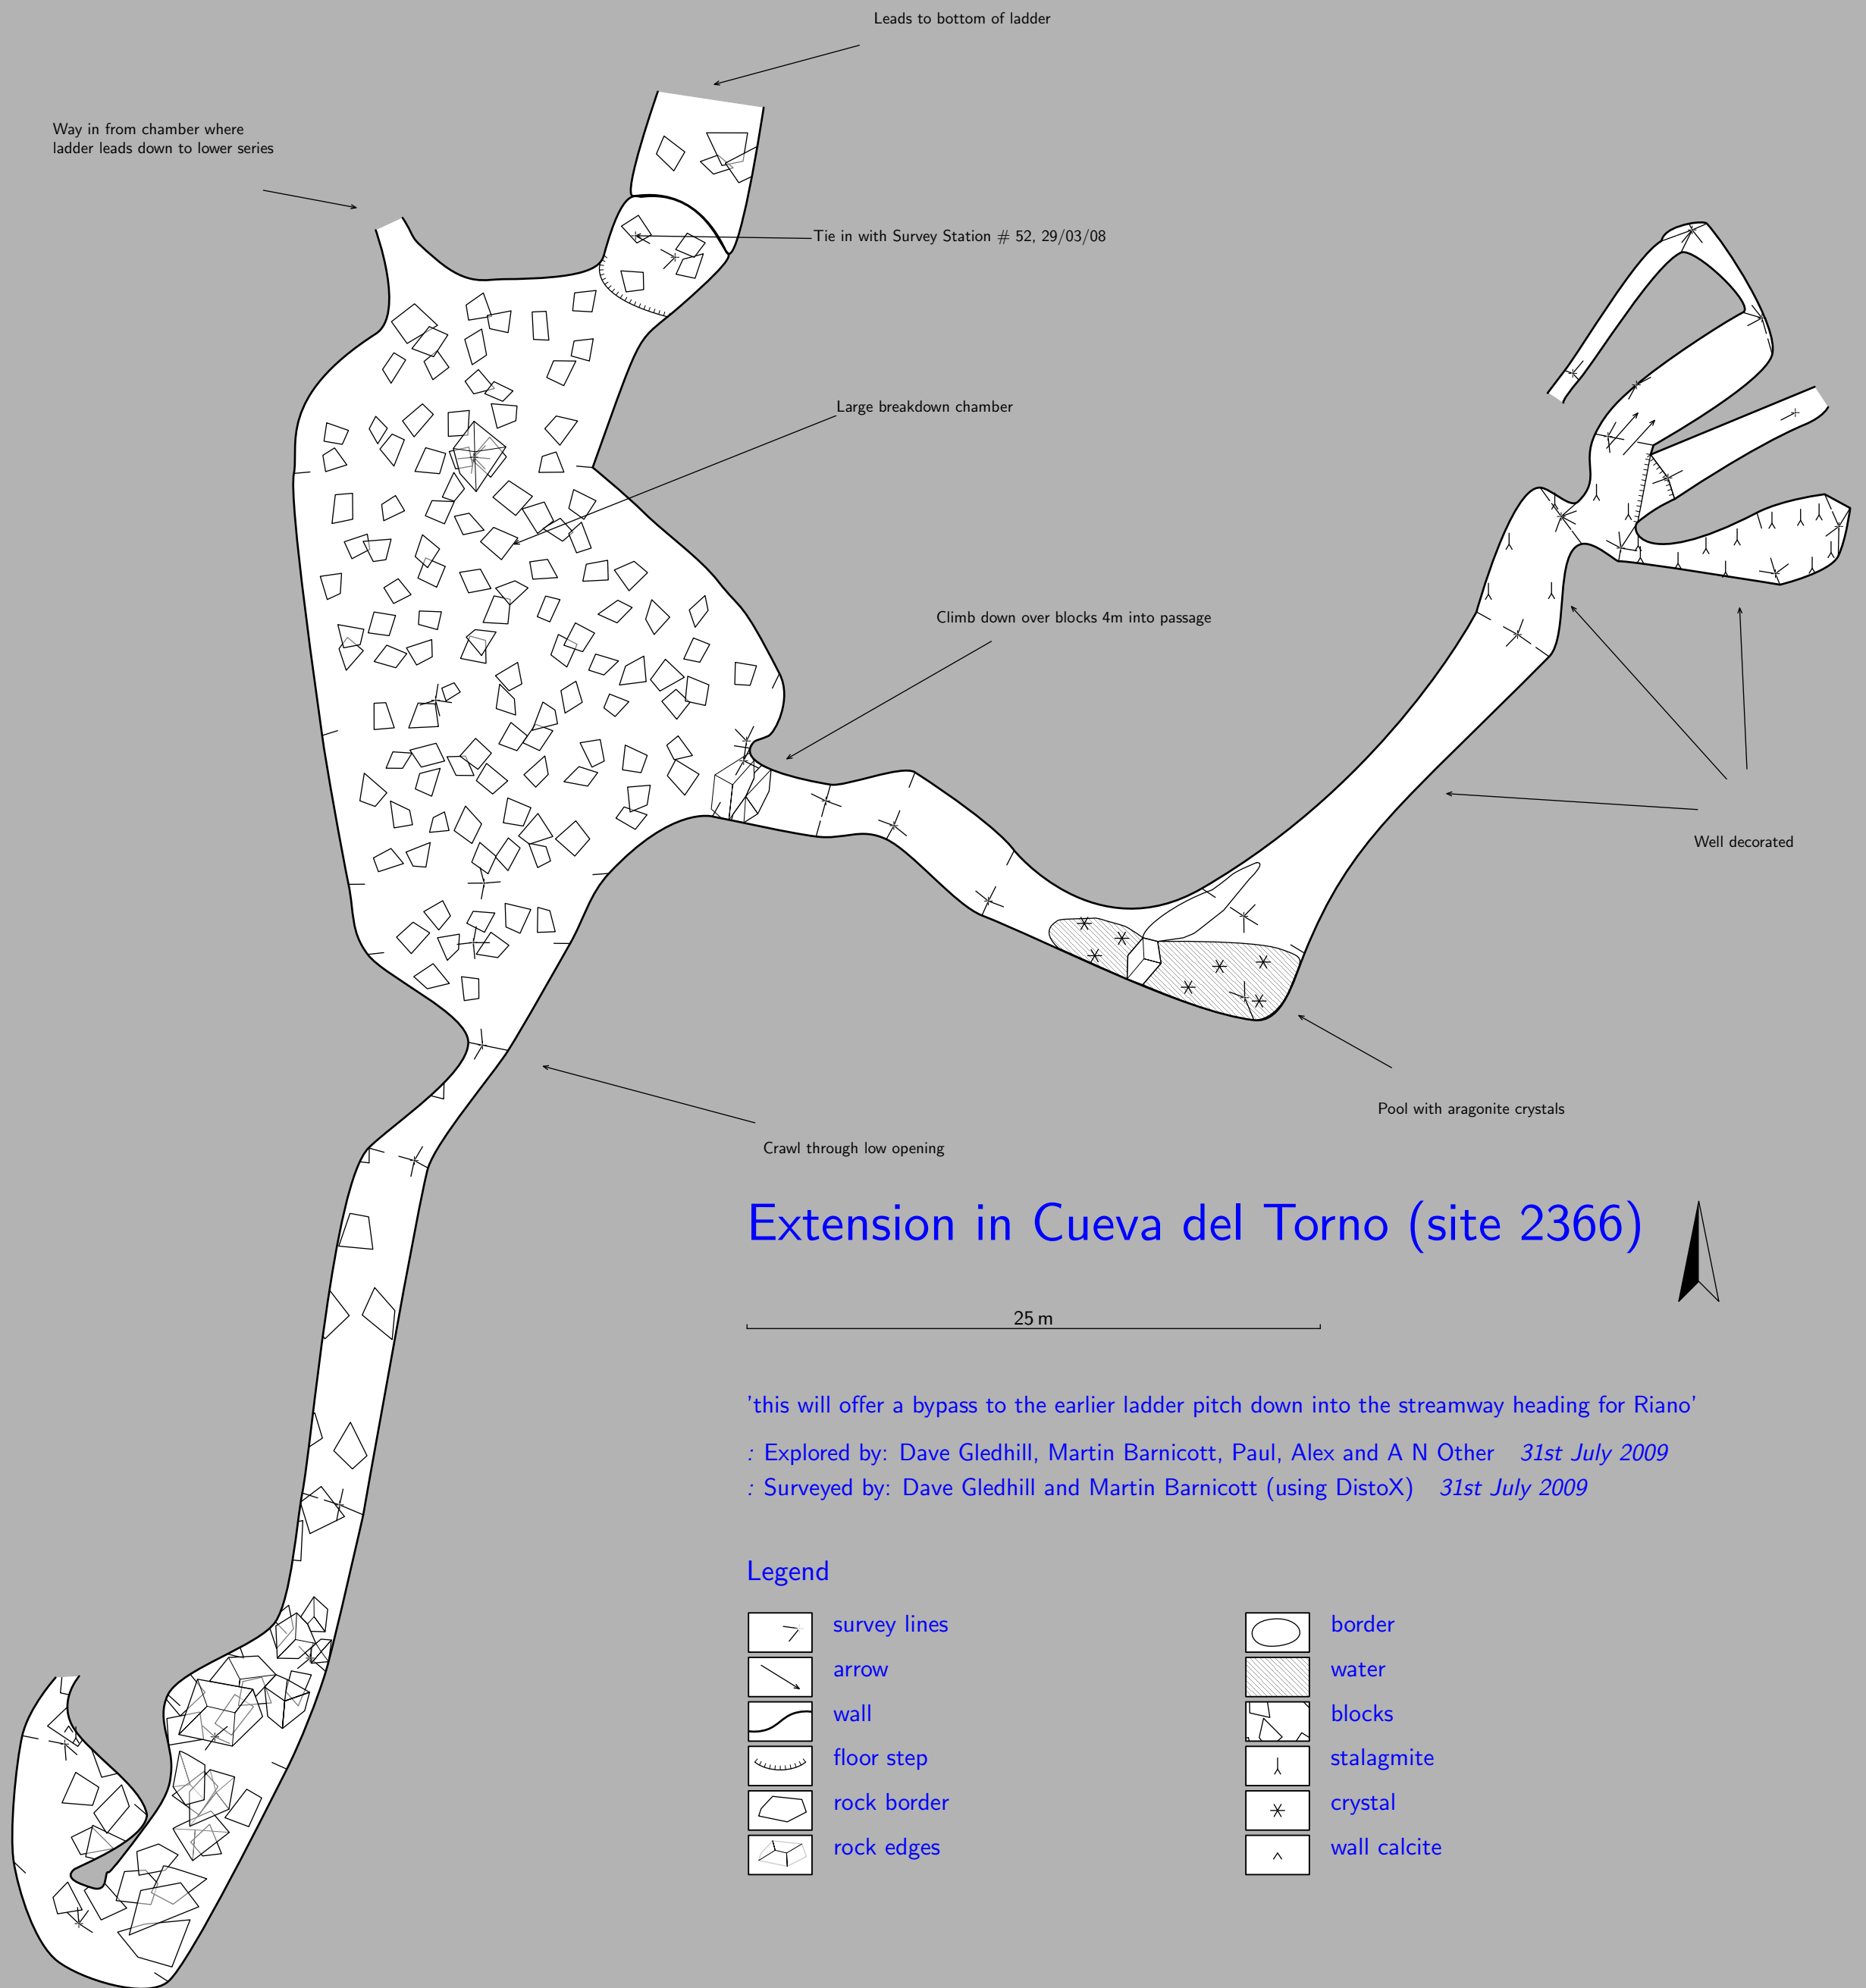 Leads to bottom of ladder
Way in from chamber where
ladder leads down to lower series
Tie in with Survey Station # 52, 29/03/08
Large breakdown chamber
Climb down over blocks 4m into passage
Well decorated
Pool with aragonite crystals
Crawl through low opening
Extension in Cueva del Torno (site 2366)
25 m
'this will offer a bypass to the earlier ladder pitch down into the streamway heading for Riano'
: Explored by: Dave Gledhill, Martin Barnicott, Paul, Alex and A N Other 31st July 2009
: Surveyed by: Dave Gledhill and Martin Barnicott (using DistoX) 31st July 2009
Legend
survey lines
arrow
wall
floor step
rock border
rock edges
border
water
blocks
stalagmite
crystal
wall calcite